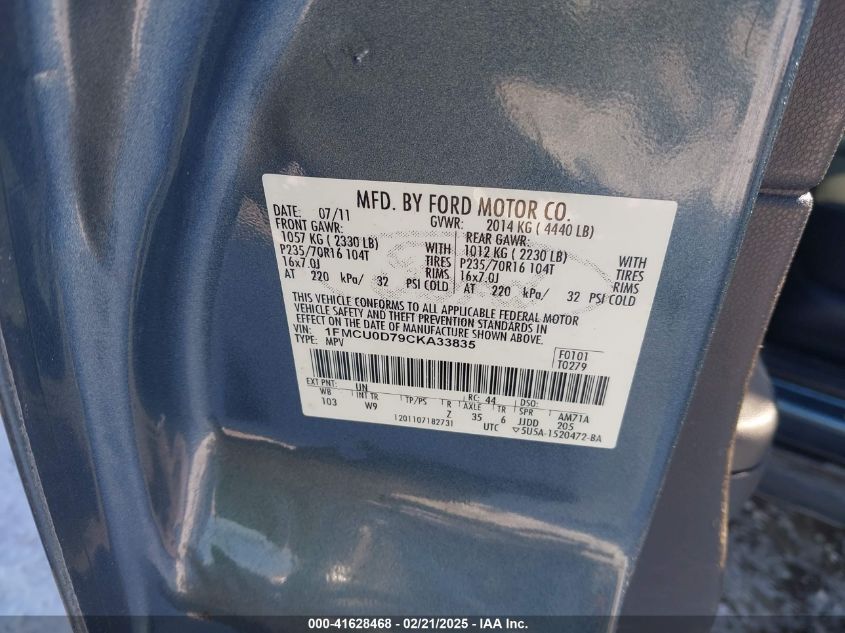 MFD. BY FORD MOTOR CO.
DATE: 07/11 GVWR: 2014 KG ( 4440 LB)
FRONT GAWR: REAR GAWR:
1057 KG ( 2330 LB) WITH 1012 KG ( 2230 LB) WITH
P235/70R16 104T TIRES P235/70R16 104T TIRES
16x7.0J RIMS 16x7.0J RIMS
AT 220 kPa/ 32 PSI COLD AT 220 kPa/ 32 PSI COLD
THIS VEHICLE CONFORMS TO ALL APPLICABLE FEDERAL MOTOR
VEHICLE SAFETY AND THEFT PREVENTION STANDARDS IN
EFFECT ON THE DATE OF MANUFACTURE SHOWN ABOVE.
VIN: 1FMCU0D79CKA33835
TYPE: MPV
F0101
T0279
EXT PNT: UN RC: 44 DSO:
WB INT TR TP/PS R AXLE TR SPR AM71A
103 W9 Z 35 6 JJDD 205
1201107182731 UTC ▽5U5A-1520472-BA
000-41628468 - 02/21/2025 - IAA Inc.